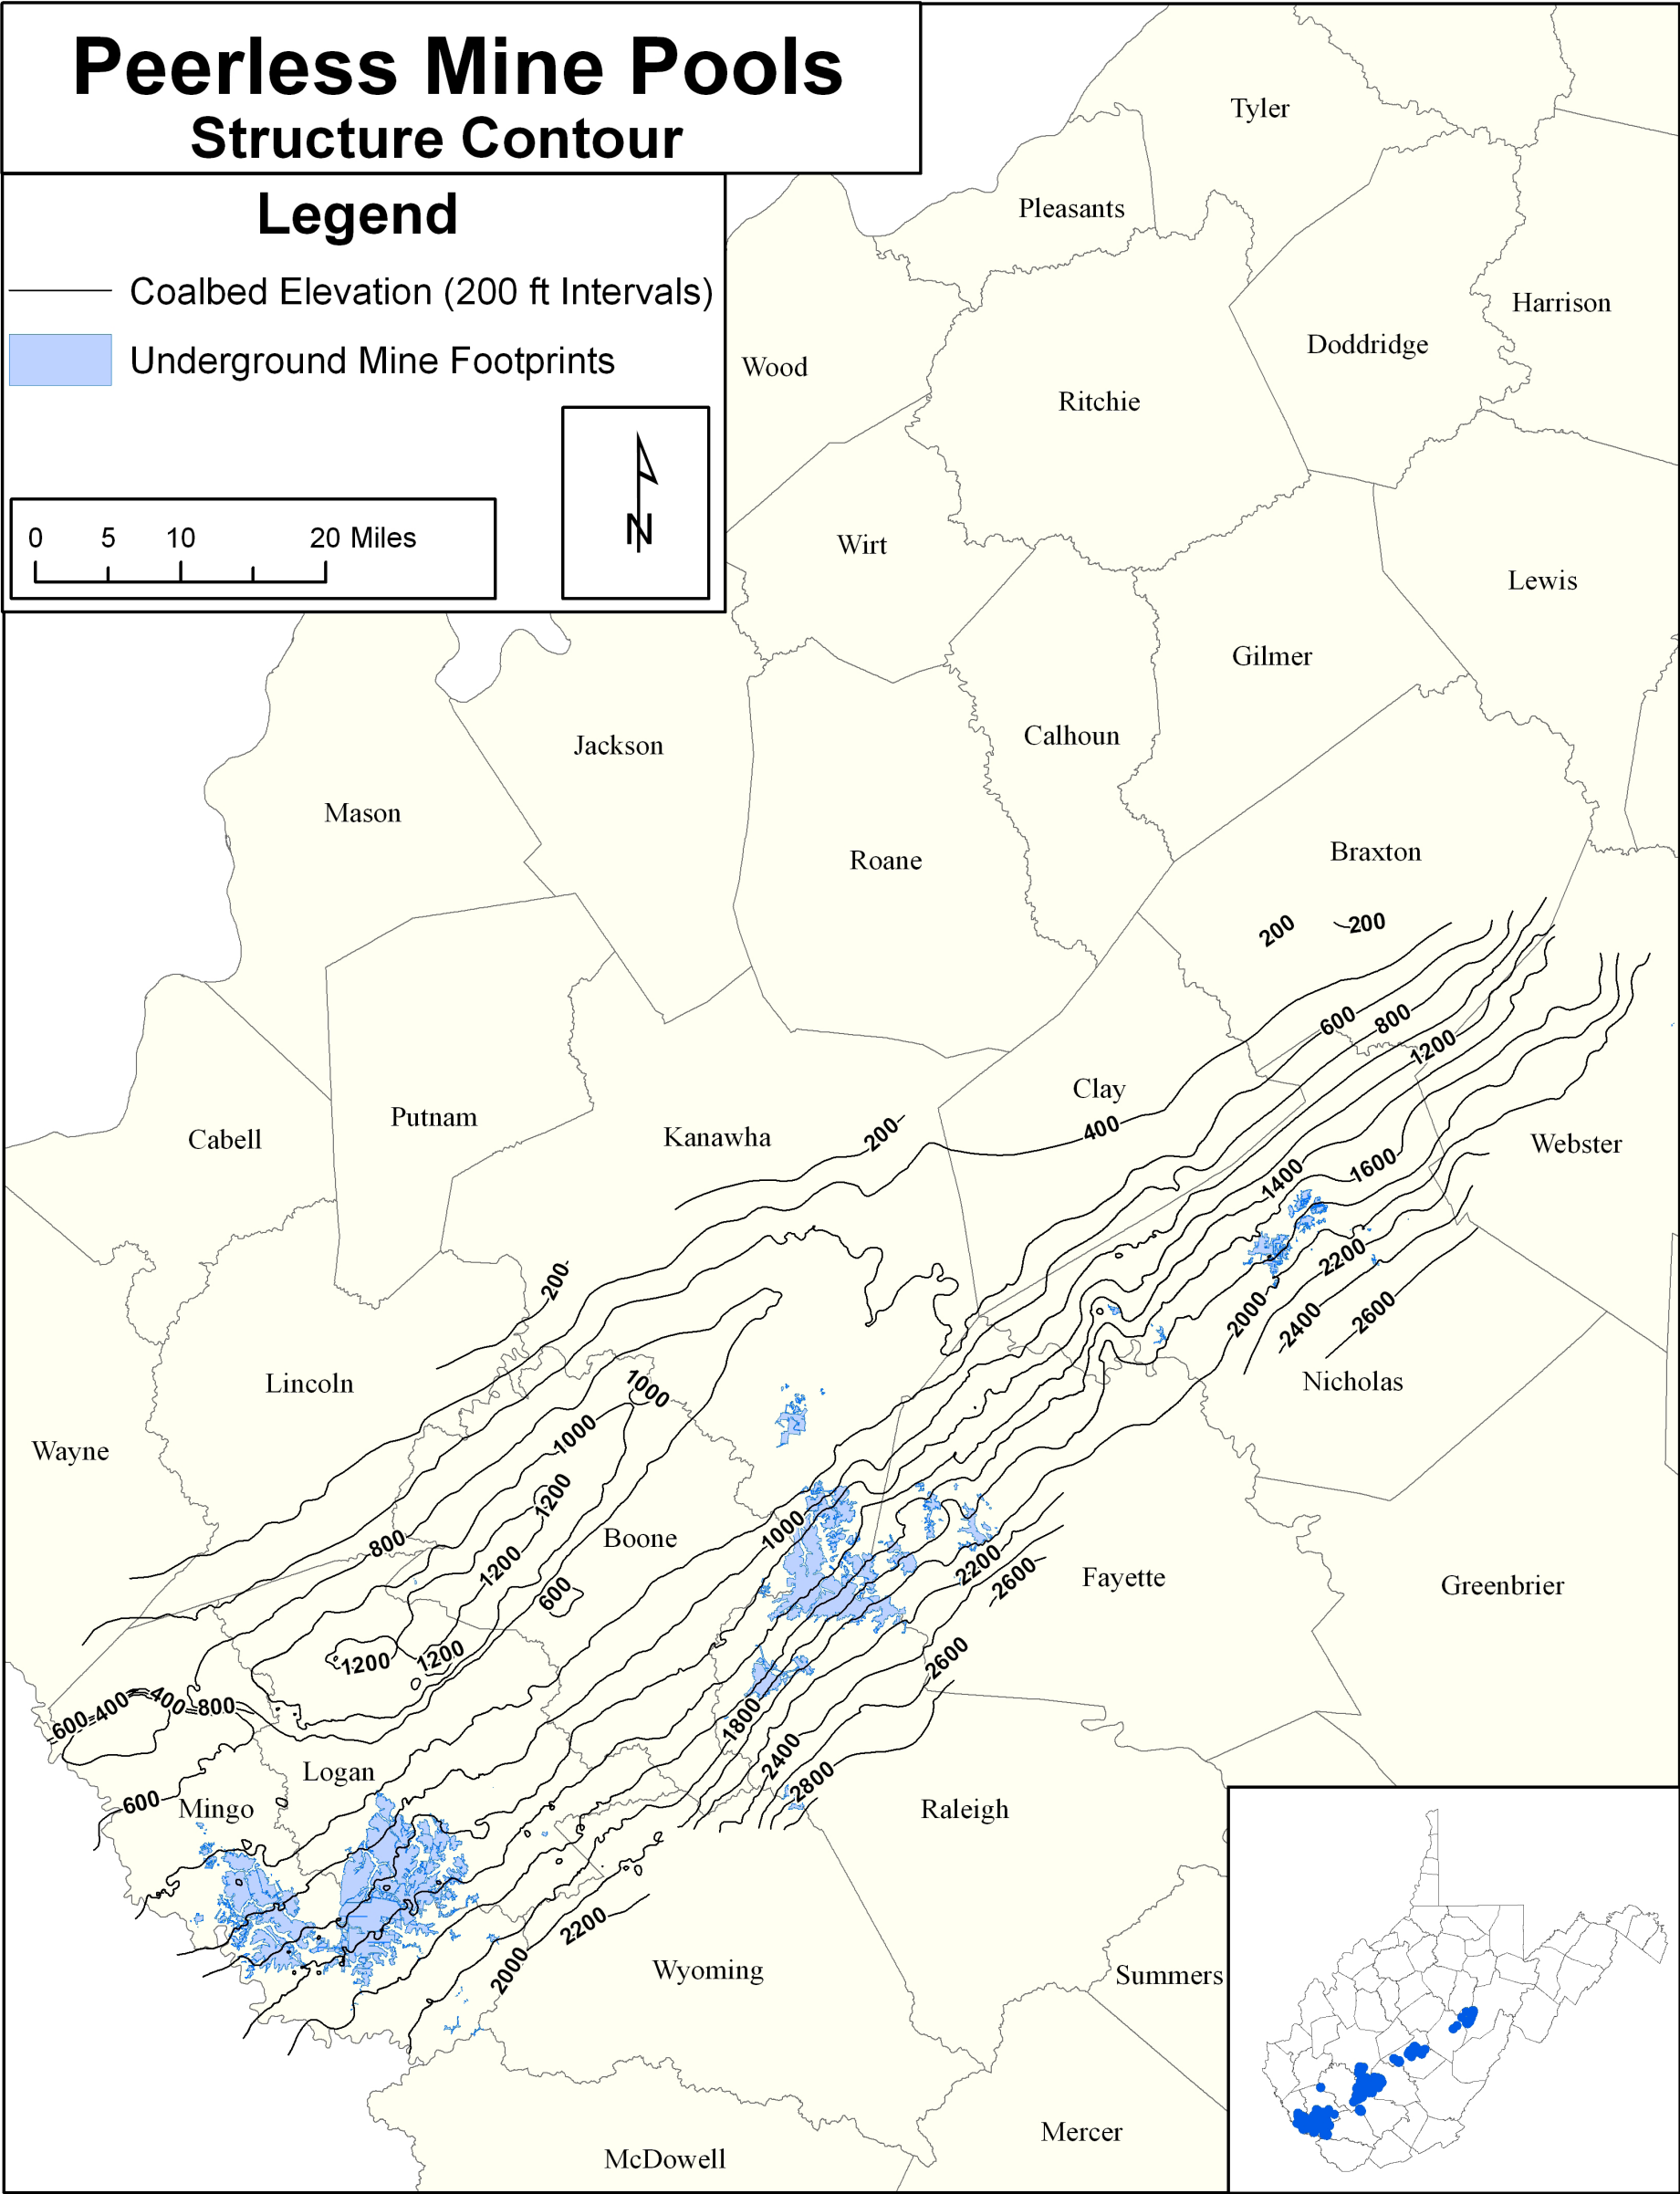 Peerless Mine Pools
Structure Contour
Legend
Coalbed Elevation (200 ft Intervals)
Underground Mine Footprints
0 5 10 20 Miles
N
Tyler
Pleasants
Harrison
Doddridge
Wood
Ritchie
Wirt
Lewis
Gilmer
Calhoun
Jackson
Mason
Braxton
Roane
200
200
600
800
1200
Clay
Putnam
Cabell
Kanawha
200
400
Webster
1600
1400
2200
200
2000
2400
2600
Lincoln
Nicholas
1000
1000
Wayne
1200
1000
Boone
800
1200
600
2200
2600
Fayette
Greenbrier
1200
1200
2600
600
400
400
800
1800
2400
2800
Logan
600
Mingo
Raleigh
2200
2000
Wyoming
Summers
Mercer
McDowell